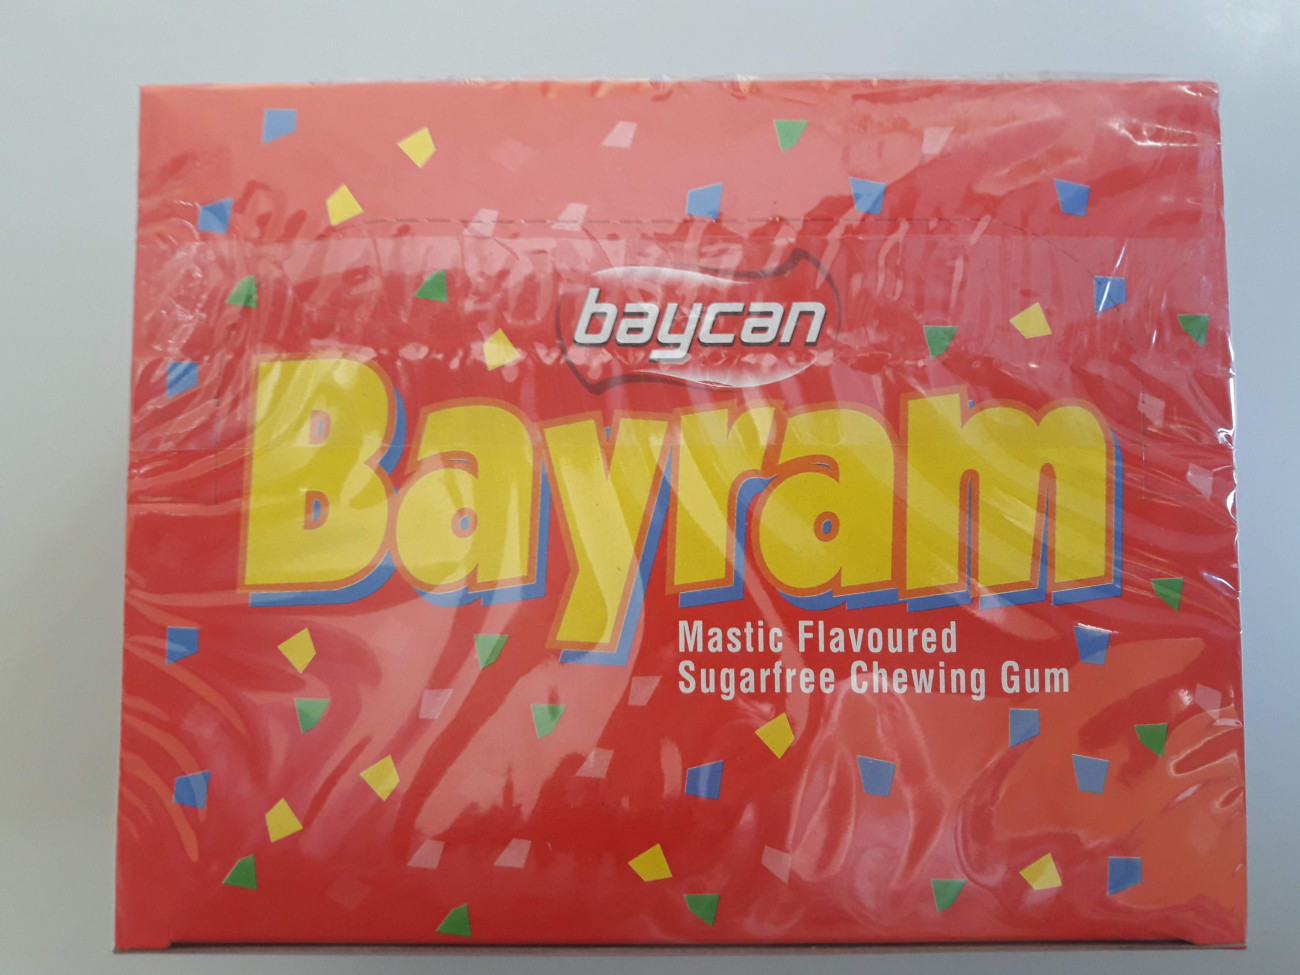 baycan
Bayram
Mastic Flavoured
Sugarfree Chewing Gum